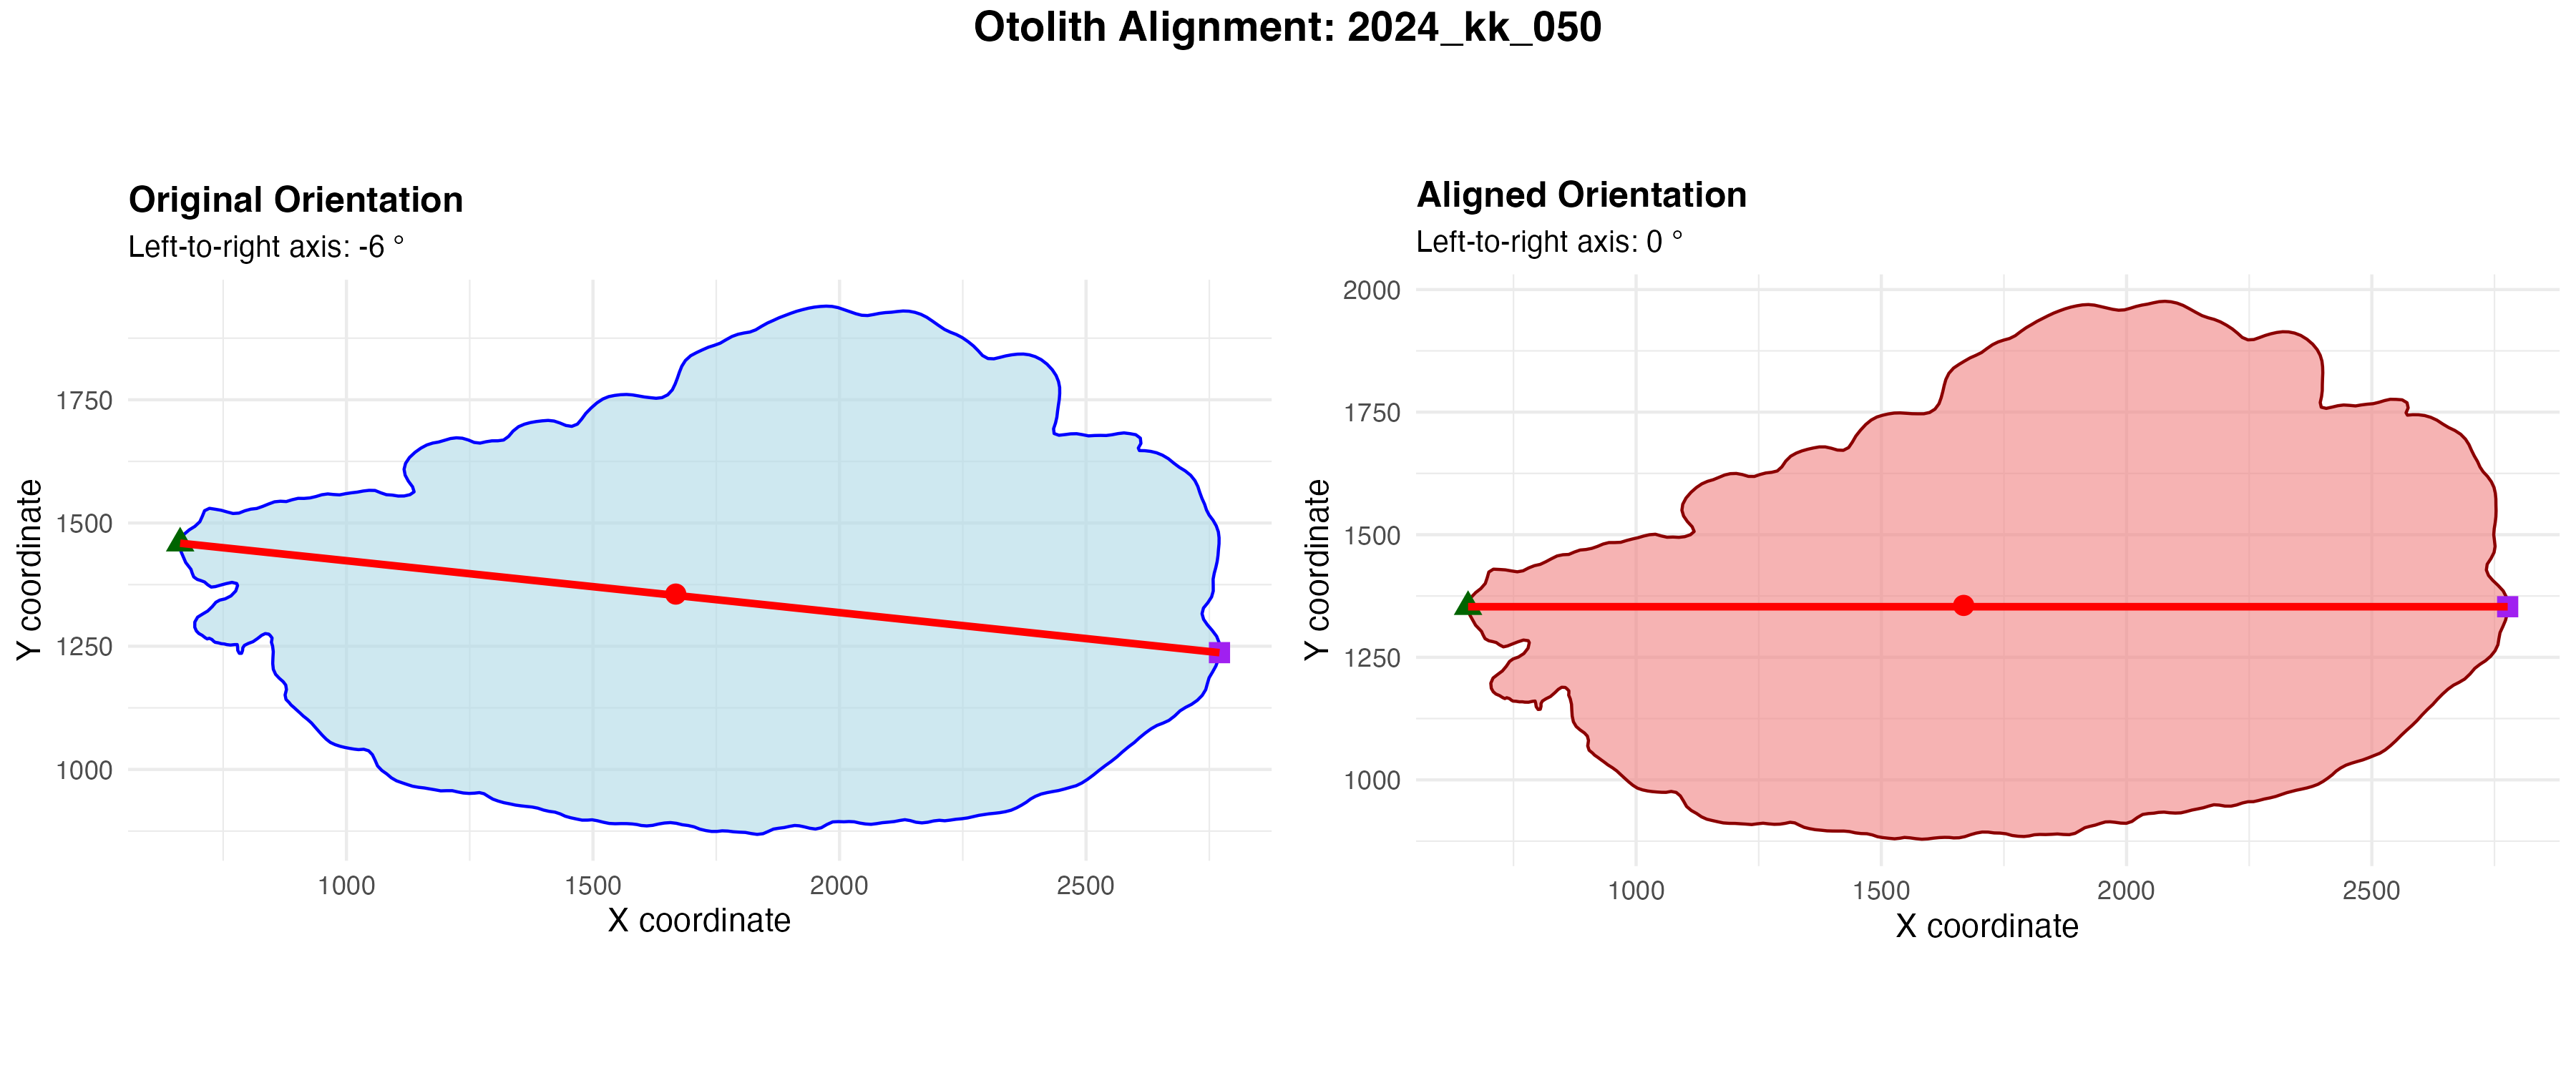 Otolith Alignment: 2024_kk_050
Original Orientation
Left-to-right axis: -6 °
1750
1500
1250
1000
Y coordinate
1000
1500
2000
2500
X coordinate
Aligned Orientation
Left-to-right axis: 0 °
2000
1750
1500
1250
1000
Y coordinate
1000
1500
2000
2500
X coordinate